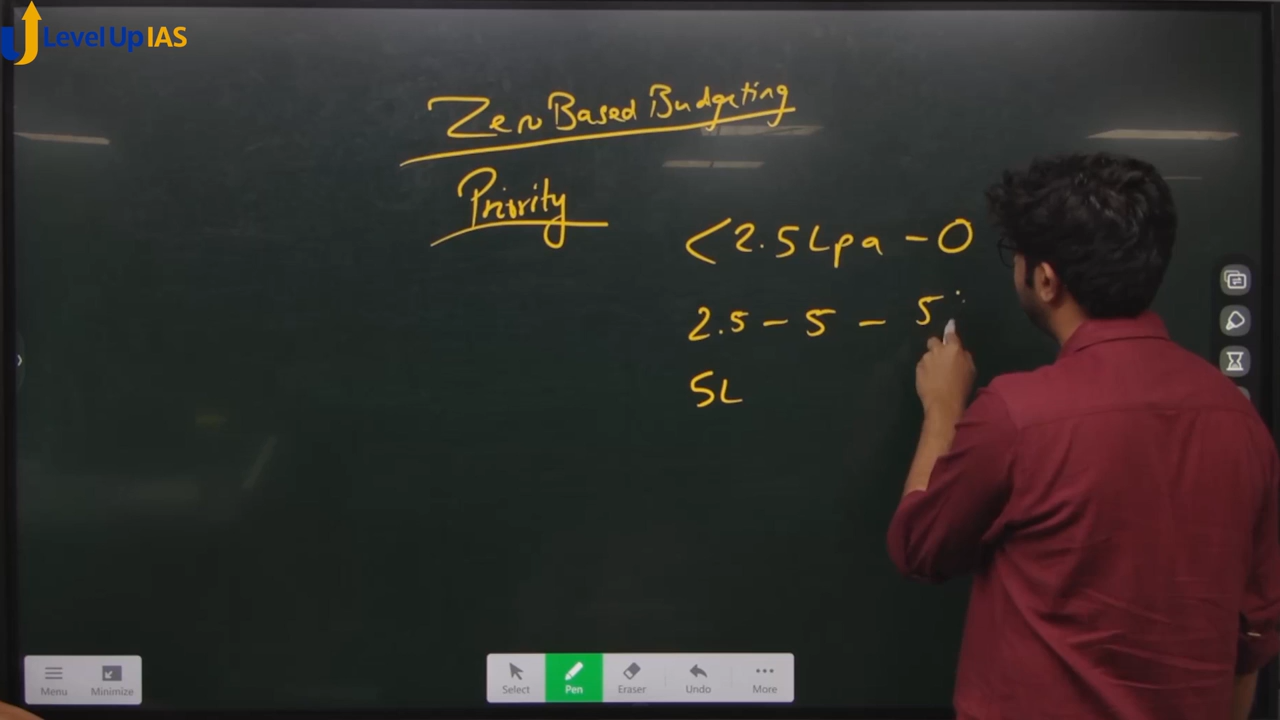 Level Up IAS
Zero Based Budgeting
Priority
< 2.5 Lpa - 0
2.5 - 5 - 5
5L
Menu
Minimize
Select
Pen
Eraser
Undo
More